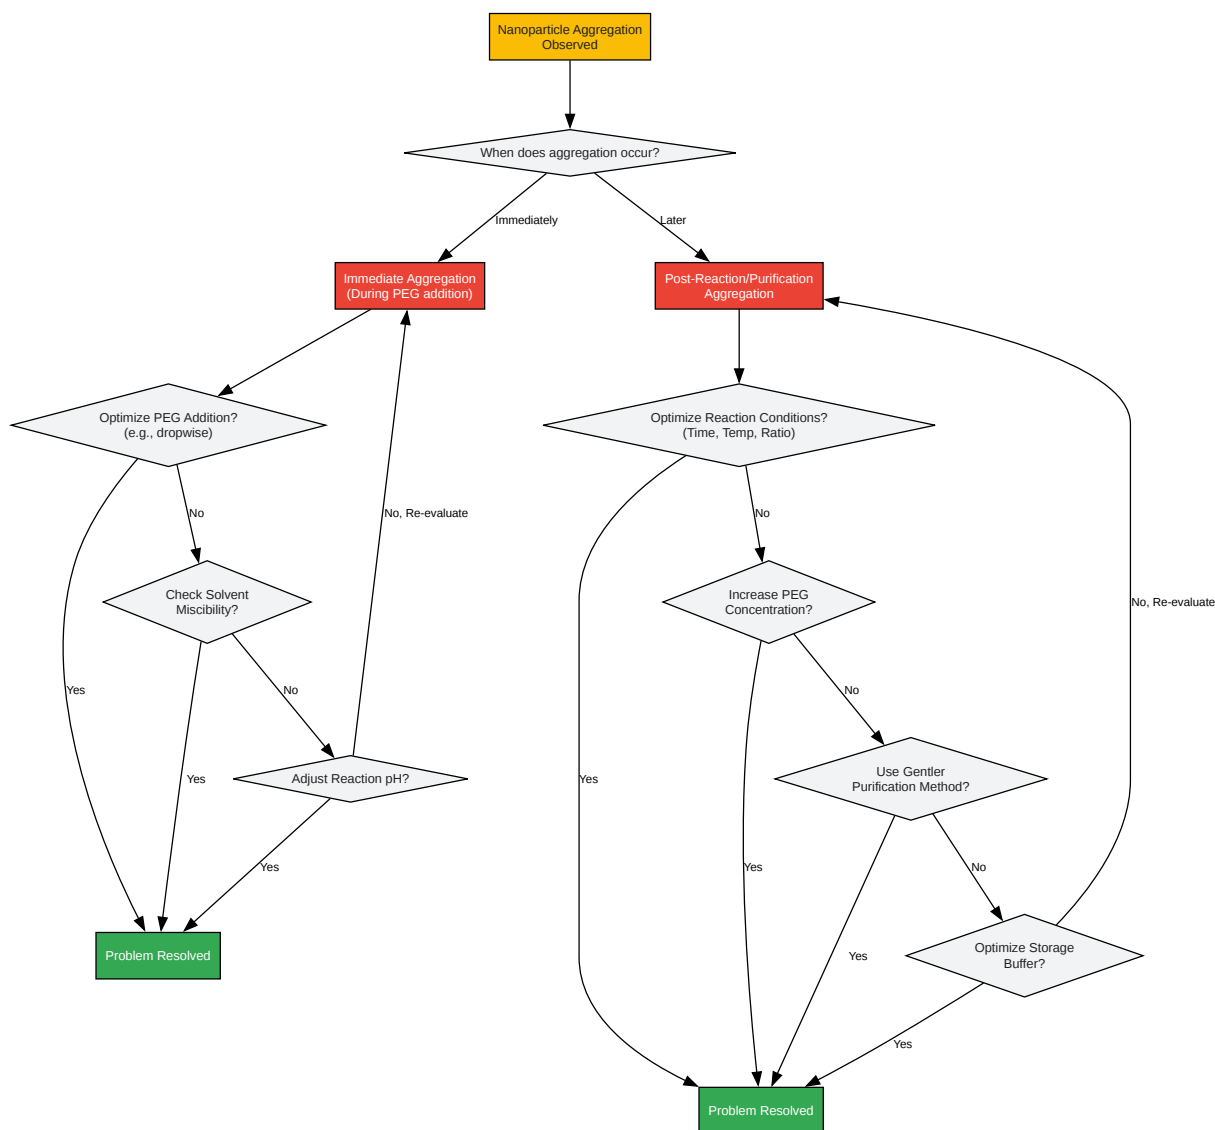 Nanoparticle Aggregation
Observed
When does aggregation occur?
Immediately
Later
Immediate Aggregation
(During PEG addition)
Post-Reaction/Purification
Aggregation
Optimize PEG Addition?
(e.g., dropwise)
Optimize Reaction Conditions?
(Time, Temp, Ratio)
No
No, Re-evaluate
No
Check Solvent
Miscibility?
Increase PEG
Concentration?
No, Re-evaluate
Yes
No
No
Yes
Adjust Reaction pH?
Yes
Use Gentler
Purification Method?
Yes
Yes
No
Problem Resolved
Yes
Optimize Storage
Buffer?
Yes
Problem Resolved